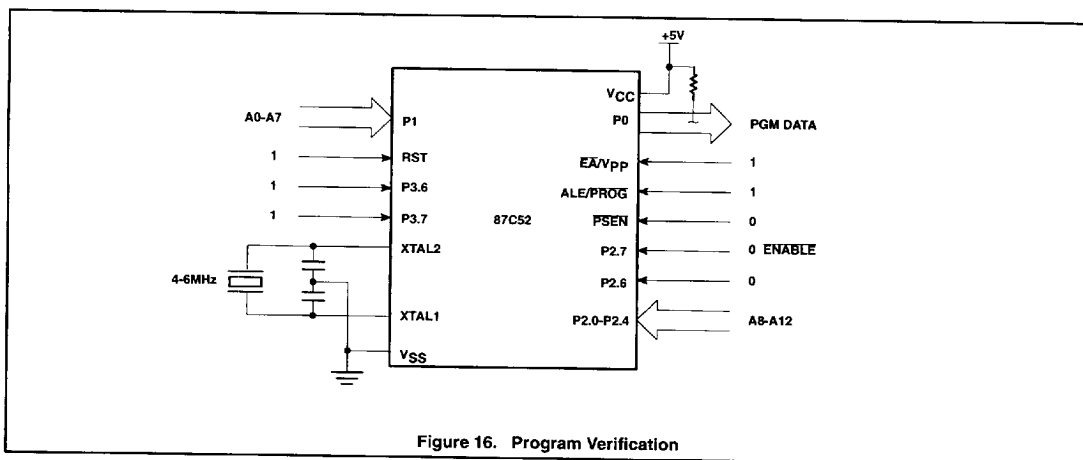 +5V
VCC
A0-A7
P1
P0
PGM DATA
1
RST
EA/VPP
1
1
P3.6
ALE/PROG
1
1
P3.7
87C52
PSEN
0
XTAL2
P2.7
0 ENABLE
4-6MHz
P2.6
0
XTAL1
P2.0-P2.4
A8-A12
VSS
Figure 16. Program Verification